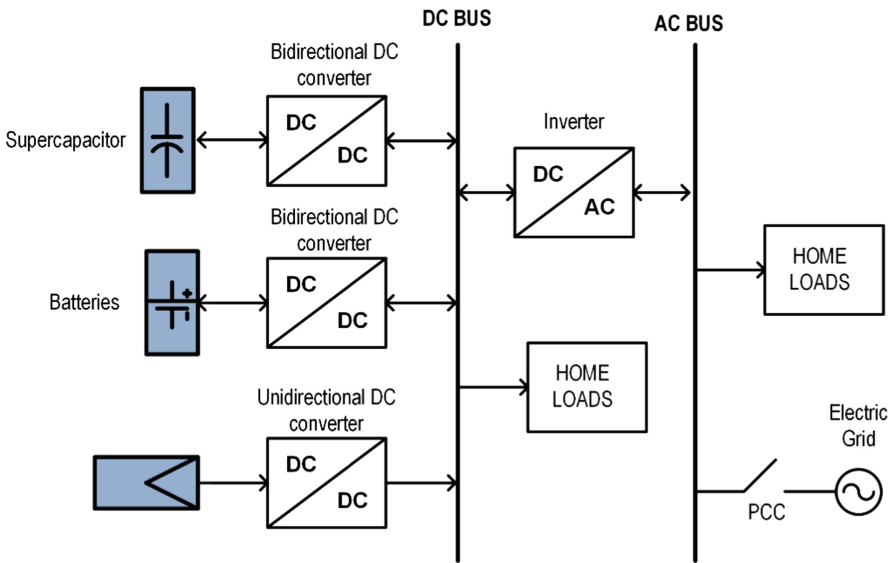 DC BUS
AC BUS
Bidirectional DC
converter
Supercapacitor
DC
DC
Inverter
DC
AC
Bidirectional DC
converter
Batteries
+
DC
DC
HOME
LOADS
HOME
LOADS
Unidirectional DC
converter
DC
DC
Electric
Grid
PCC